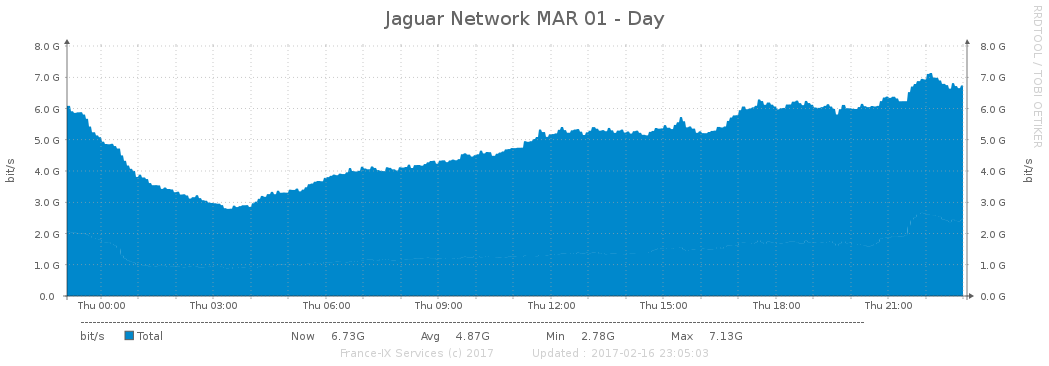 Jaguar Network MAR 01 - Day
RRDTOOL / TOBI OETIKER
8.0 G 8.0 G
7.0 G 7.0 G
6.0 G 6.0 G
5.0 G 5.0 G
4.0 G 4.0 G
3.0 G 3.0 G
2.0 G 2.0 G
1.0 G 1.0 G
0.0 0.0 G
bit/s bit/s
Thu 00:00 Thu 03:00 Thu 06:00 Thu 09:00 Thu 12:00 Thu 15:00 Thu 18:00 Thu 21:00
bit/s Total Now 6.73G Avg 4.87G Min 2.78G Max 7.13G
France-IX Services (c) 2017 Updated : 2017-02-16 23:05:03